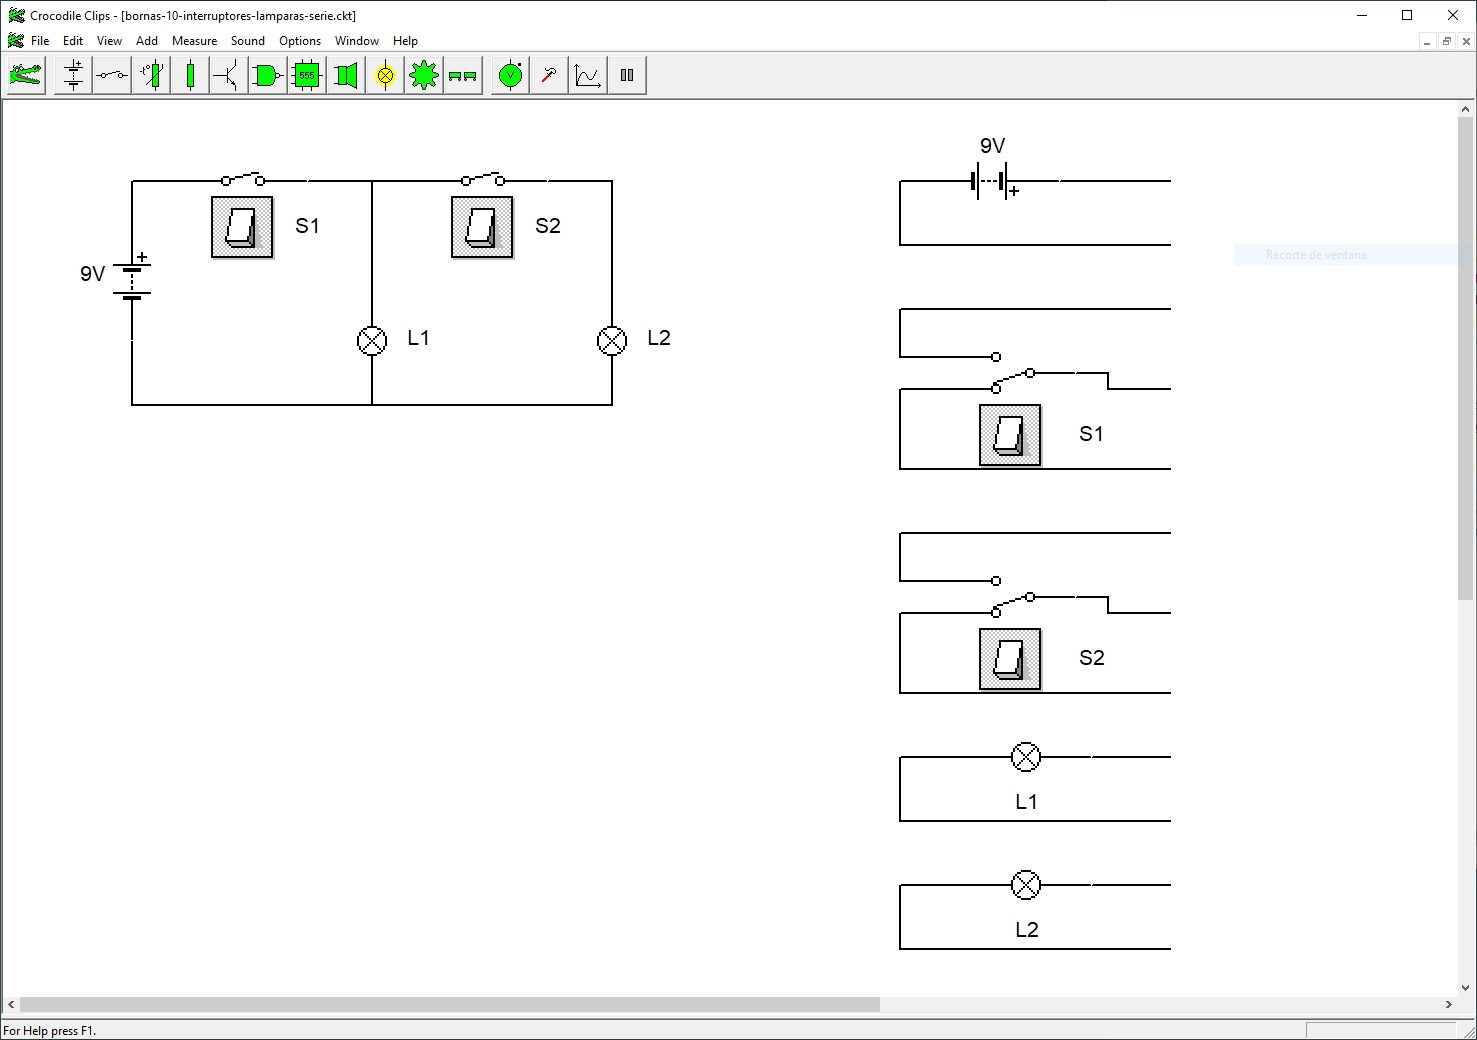 Crocodile Clips - [bornas-10-interruptores-lamparas-serie.ckt]
File Edit View Add Measure Sound Options Window Help
555 V
9V
+
S1
S2
9V
+
L1
L2
Recorte de ventana
S1
S2
L1
L2
For Help press F1.